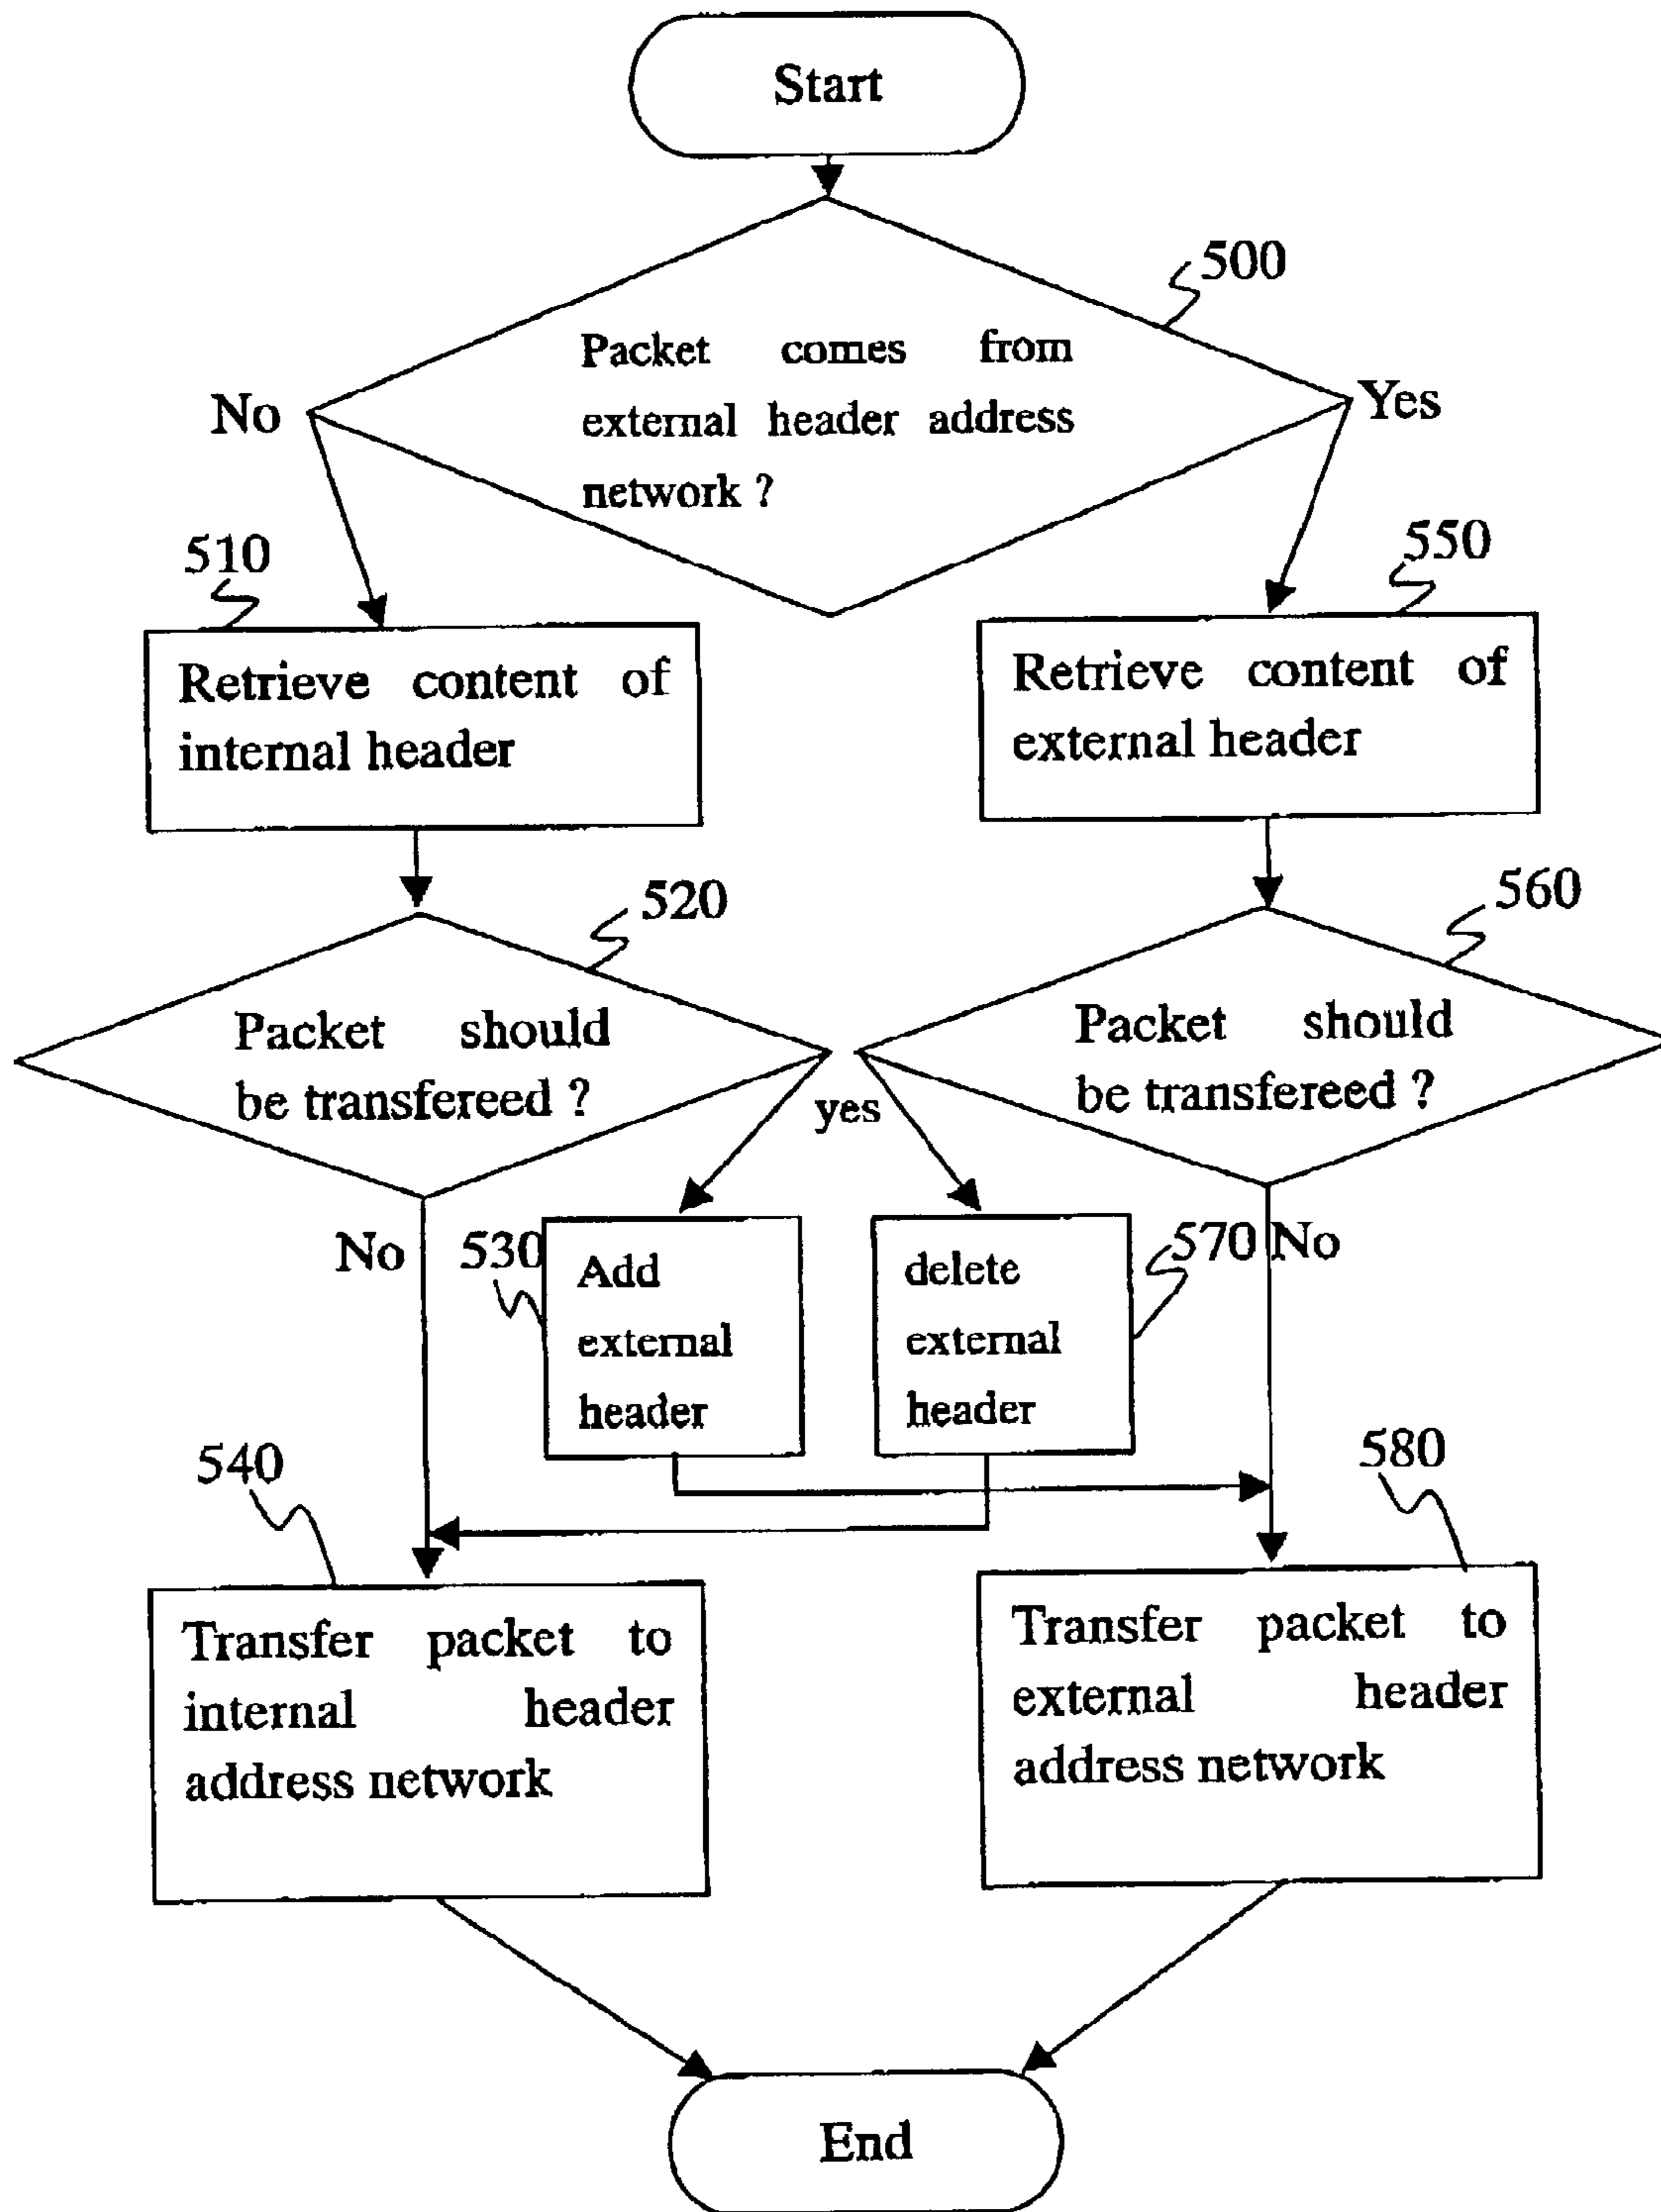 Start
500
Packet comes from
external header address
network ?
No
Yes
510
550
Retrieve content of
internal header
Retrieve content of
external header
520
560
Packet should
be transfereed ?
Packet should
be transfereed ?
yes
No
530
Add
external
header
delete
external
header
570
No
540
580
Transfer packet to
internal header
address network
Transfer packet to
external header
address network
End